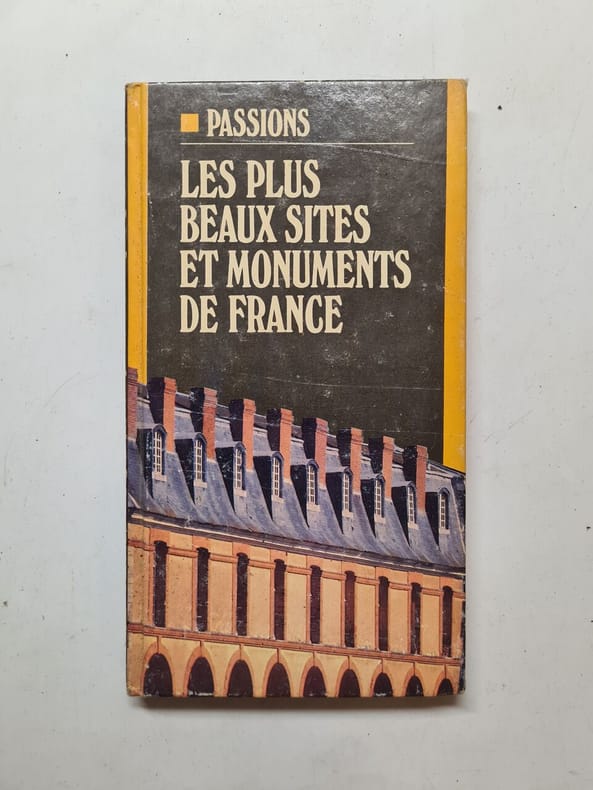 PASSIONS
LES PLUS
BEAUX SITES
ET MONUMENTS
DE FRANCE